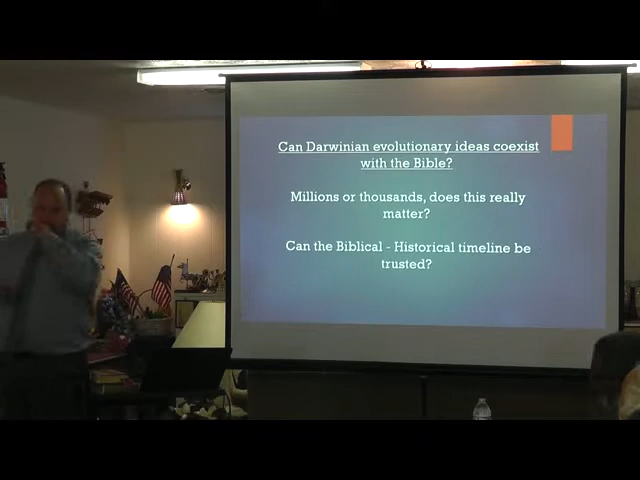 Can Darwinian evolutionary ideas coexist
with the Bible?
Millions or thousands, does this really
matter?
Can the Biblical - Historical timeline be
trusted?